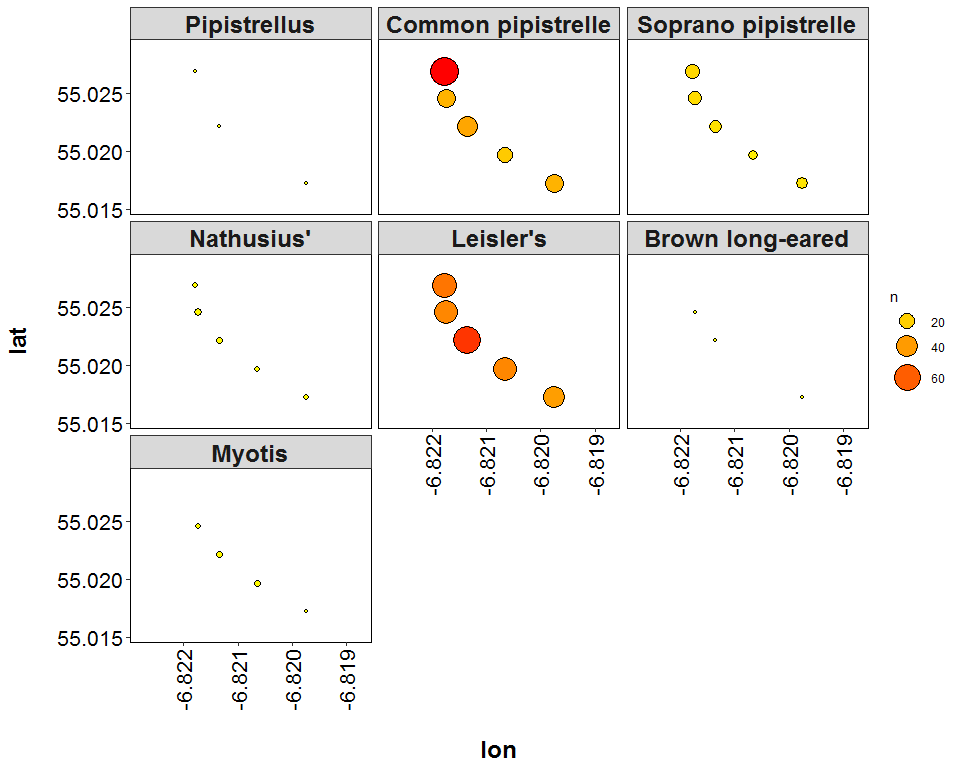 Pipistrellus Common pipistrelle Soprano pipistrelle
55.025
55.020
55.015
Nathusius' Leisler's Brown long-eared
55.025
55.020
55.015
-6.822 -6.821 -6.820 -6.819 -6.822 -6.821 -6.820 -6.819
Myotis
55.025
55.020
55.015
-6.822 -6.821 -6.820 -6.819
lat
lon
n
20
40
60